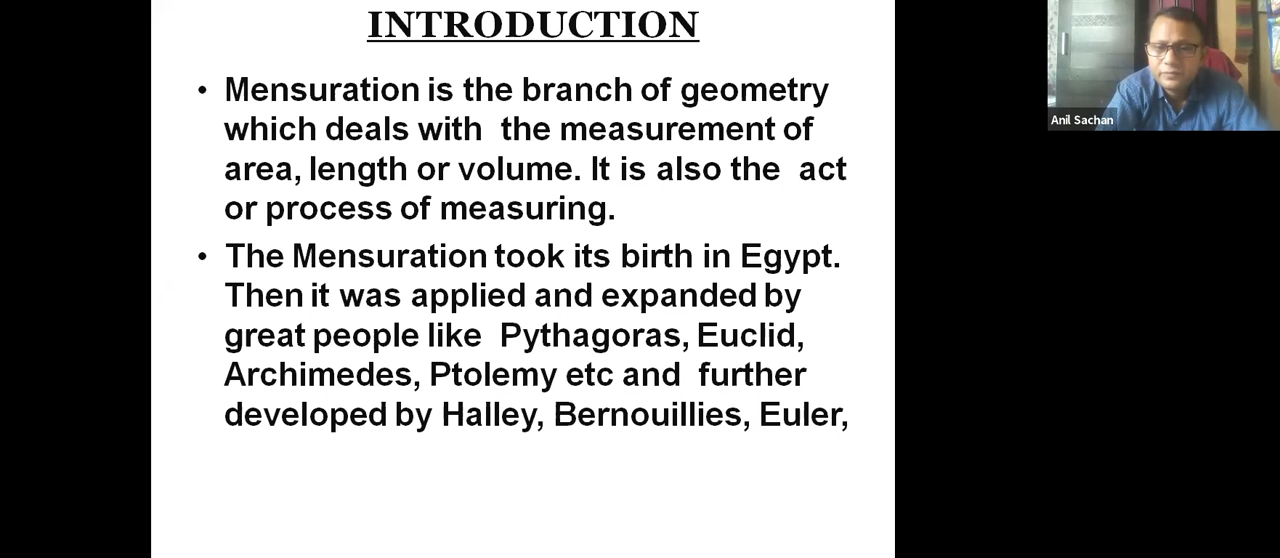 INTRODUCTION
• Mensuration is the branch of geometry
which deals with the measurement of
area, length or volume. It is also the act
or process of measuring.
• The Mensuration took its birth in Egypt.
Then it was applied and expanded by
great people like Pythagoras, Euclid,
Archimedes, Ptolemy etc and further
developed by Halley, Bernouillies, Euler,
Anil Sachan